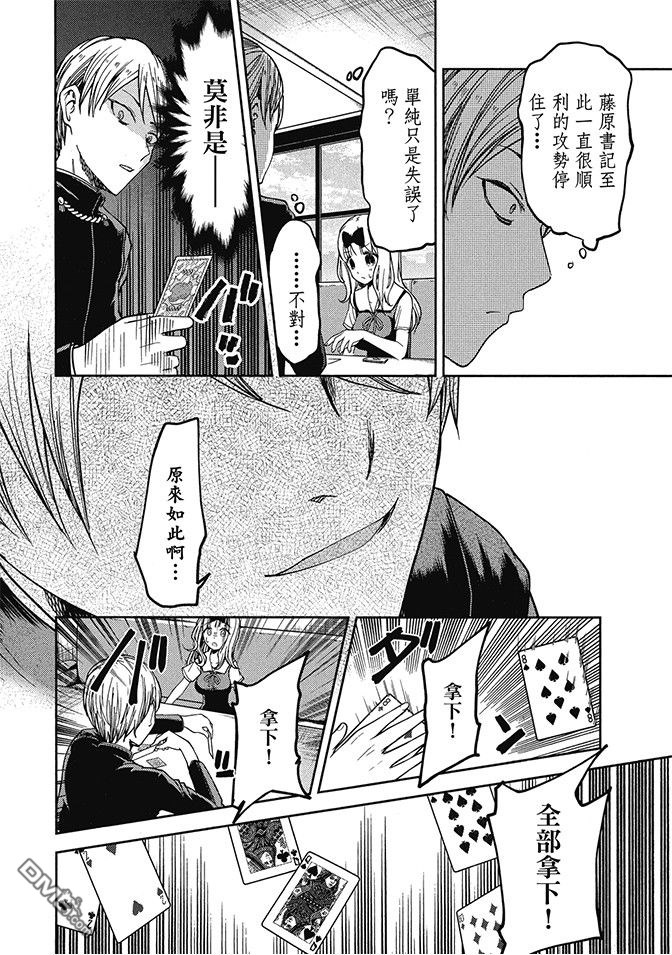 藤原書記至
此一直很順
利的攻勢停
住了…
單純只是失誤了
嗎？
……不對…
莫非是——
原來如此啊…
拿下！
拿下！
全部拿下！